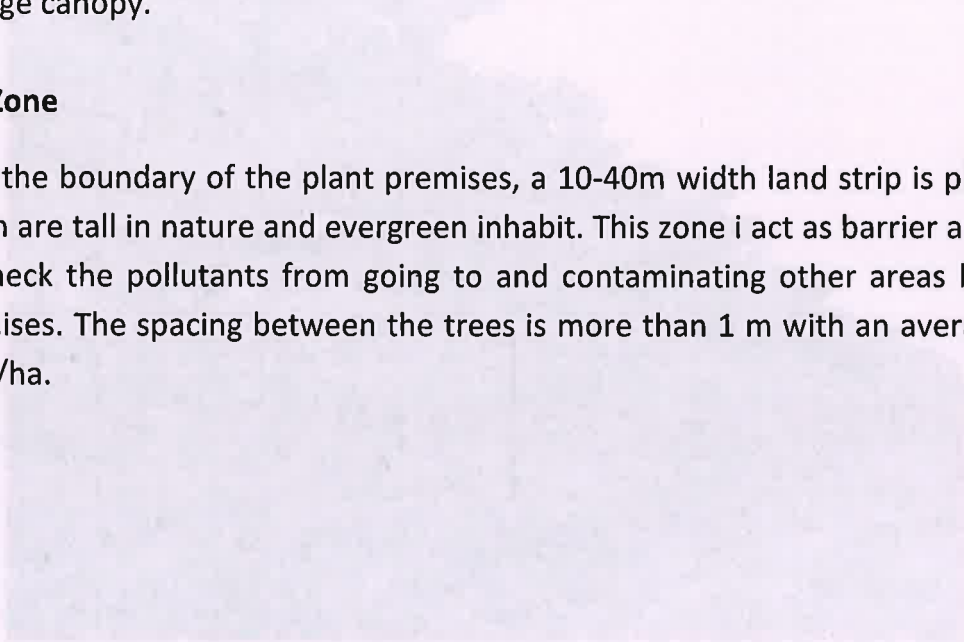 ge canopy.
Zone
the boundary of the plant premises, a 10-40m width land strip is p
are tall in nature and evergreen inhabit. This zone i act as barrier a
heck the pollutants from going to and contaminating other areas
ises. The spacing between the trees is more than 1 m with an aver
/ha.